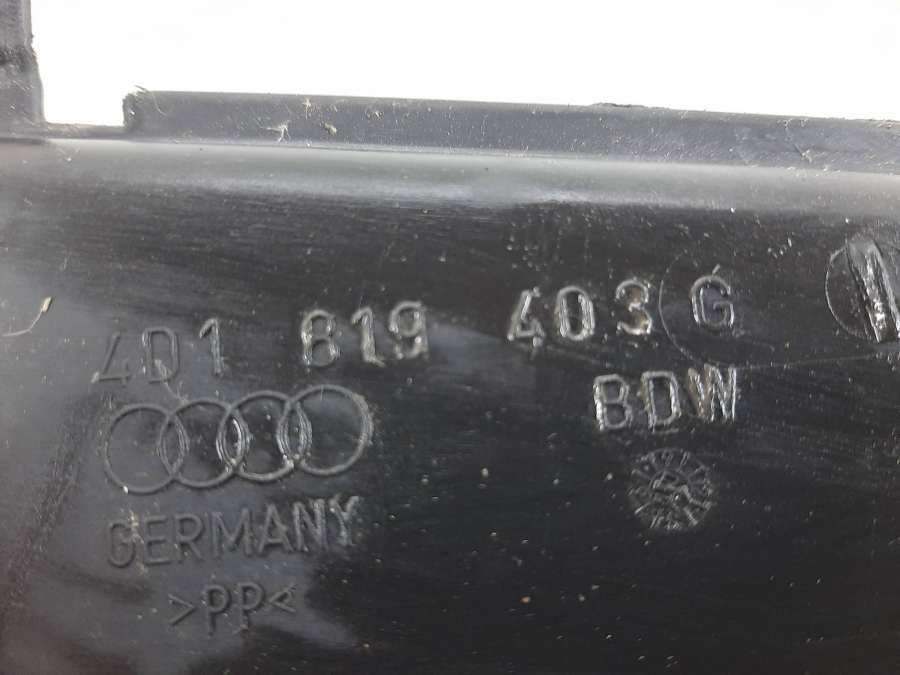 4D1 819 403 G
BDW
GERMANY
>PP<